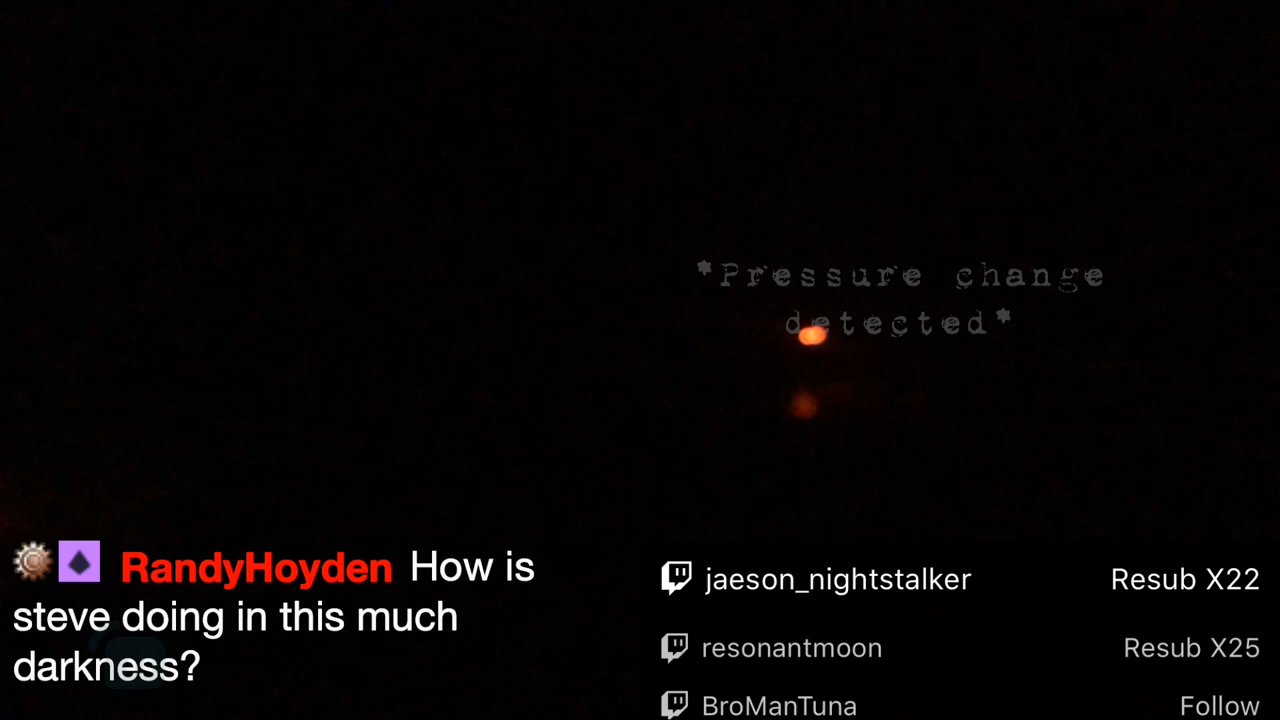 *Pressure change
detected*
RandyHoyden How is
steve doing in this much
darkness?
jaeson_nightstalker Resub X22
resonantmoon Resub X25
BroManTuna Follow